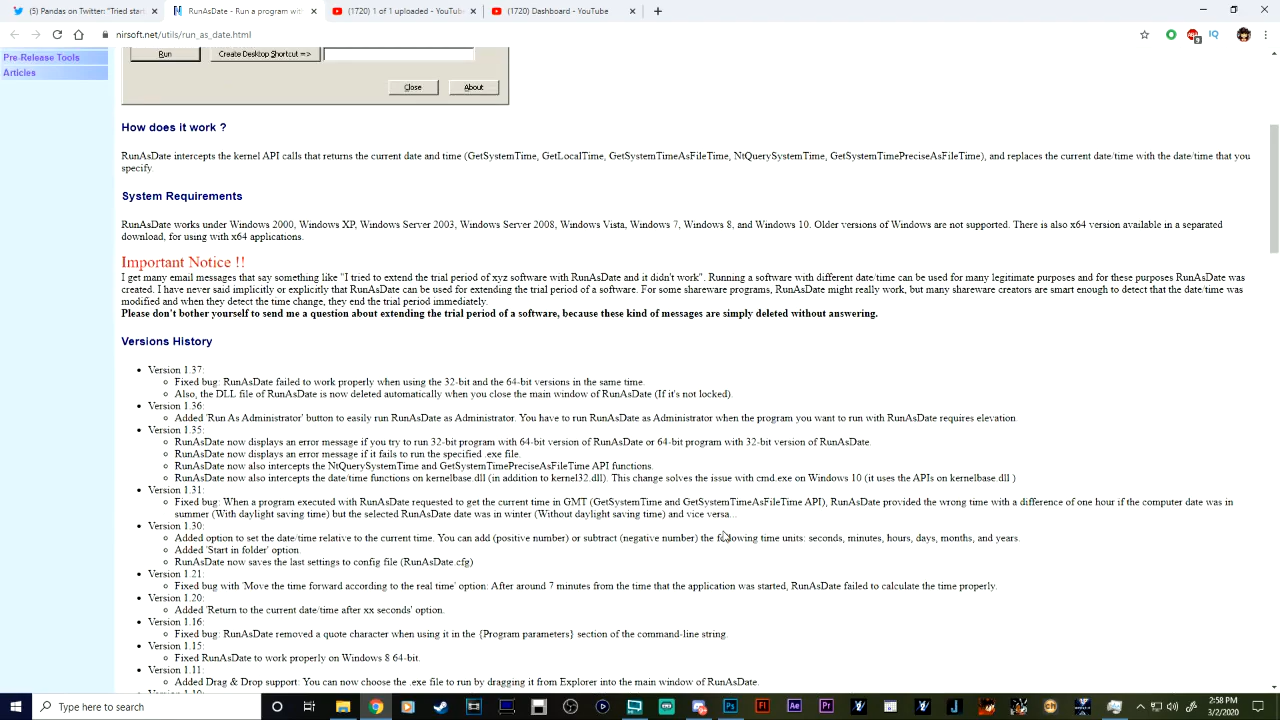 (5) Pandos on Twitter: "Tried start
RunAsDate - Run a program with
(1720) 1 of 1 uploaded - YouTube
(1720) Dashboard - YouTube
nirsoft.net/utils/run_as_date.html
Pre-Release Tools
Articles
Run
Create Desktop Shortcut =>
Close
About
How does it work ?
RunAsDate intercepts the kernel API calls that returns the current date and time (GetSystemTime, GetLocalTime, GetSystemTimeAsFileTime, NtQuerySystemTime, GetSystemTimePreciseAsFileTime), and replaces the current date/time with the date/time that you
specify.
System Requirements
RunAsDate works under Windows 2000, Windows XP, Windows Server 2003, Windows Server 2008, Windows Vista, Windows 7, Windows 8, and Windows 10. Older versions of Windows are not supported. There is also x64 version available in a separated
download, for using with x64 applications.
Important Notice !!
I get many email messages that say something like "I tried to extend the trial period of xyz software with RunAsDate and it didn't work". Running a software with different date/time can be used for many legitimate purposes and for these purposes RunAsDate was
created. I have never said implicitly or explicitly that RunAsDate can be used for extending the trial period of a software. For some shareware programs, RunAsDate might really work, but many shareware creators are smart enough to detect that the date/time was
modified and when they detect the time change, they end the trial period immediately.
Please don't bother yourself to send me a question about extending the trial period of a software, because these kind of messages are simply deleted without answering.
Versions History
Version 1.37:
Fixed bug: RunAsDate failed to work properly when using the 32-bit and the 64-bit versions in the same time.
Also, the DLL file of RunAsDate is now deleted automatically when you close the main window of RunAsDate (If it's not locked).
Version 1.36:
Added 'Run As Administrator' button to easily run RunAsDate as Administrator. You have to run RunAsDate as Administrator when the program you want to run with RunAsDate requires elevation.
Version 1.35:
RunAsDate now displays an error message if you try to run 32-bit program with 64-bit version of RunAsDate or 64-bit program with 32-bit version of RunAsDate.
RunAsDate now displays an error message if it fails to run the specified .exe file.
RunAsDate now also intercepts the NtQuerySystemTime and GetSystemTimePreciseAsFileTime API functions.
RunAsDate now also intercepts the date/time functions on kernelbase.dll (in addition to kernel32.dll). This change solves the issue with cmd.exe on Windows 10 (it uses the APIs on kernelbase.dll )
Version 1.31:
Fixed bug: When a program executed with RunAsDate requested to get the current time in GMT (GetSystemTime and GetSystemTimeAsFileTime API), RunAsDate provided the wrong time with a difference of one hour if the computer date was in
summer (With daylight saving time) but the selected RunAsDate date was in winter (Without daylight saving time) and vice versa...
Version 1.30:
Added option to set the date/time relative to the current time. You can add (positive number) or subtract (negative number) the following time units: seconds, minutes, hours, days, months, and years.
Added 'Start in folder' option.
RunAsDate now saves the last settings to config file (RunAsDate.cfg)
Version 1.21:
Fixed bug with 'Move the time forward according to the real time' option: After around 7 minutes from the time that the application was started, RunAsDate failed to calculate the time properly.
Version 1.20:
Added 'Return to the current date/time after xx seconds' option.
Version 1.16:
Fixed bug: RunAsDate removed a quote character when using it in the {Program parameters} section of the command-line string.
Version 1.15:
Fixed RunAsDate to work properly on Windows 8 64-bit.
Version 1.11:
Added Drag & Drop support: You can now choose the .exe file to run by dragging it from Explorer into the main window of RunAsDate.
Type here to search
2:58 PM
3/2/2020